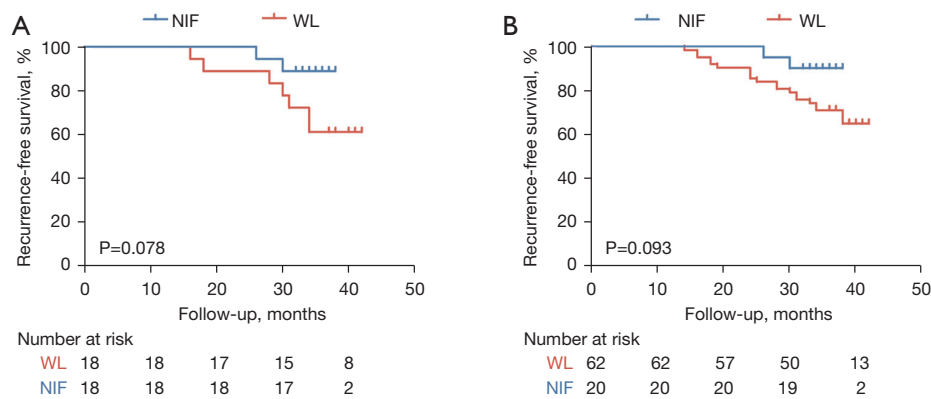 A
NIF WL
Recurrence-free survival, %
100
80
60
40
20
0
P=0.078
0 10 20 30 40 50
Follow-up, months
Number at risk
WL 18 18 17 15 8
NIF 18 18 18 17 2
B
NIF WL
Recurrence-free survival, %
100
80
60
40
20
0
P=0.093
0 10 20 30 40 50
Follow-up, months
Number at risk
WL 62 62 57 50 13
NIF 20 20 20 19 2